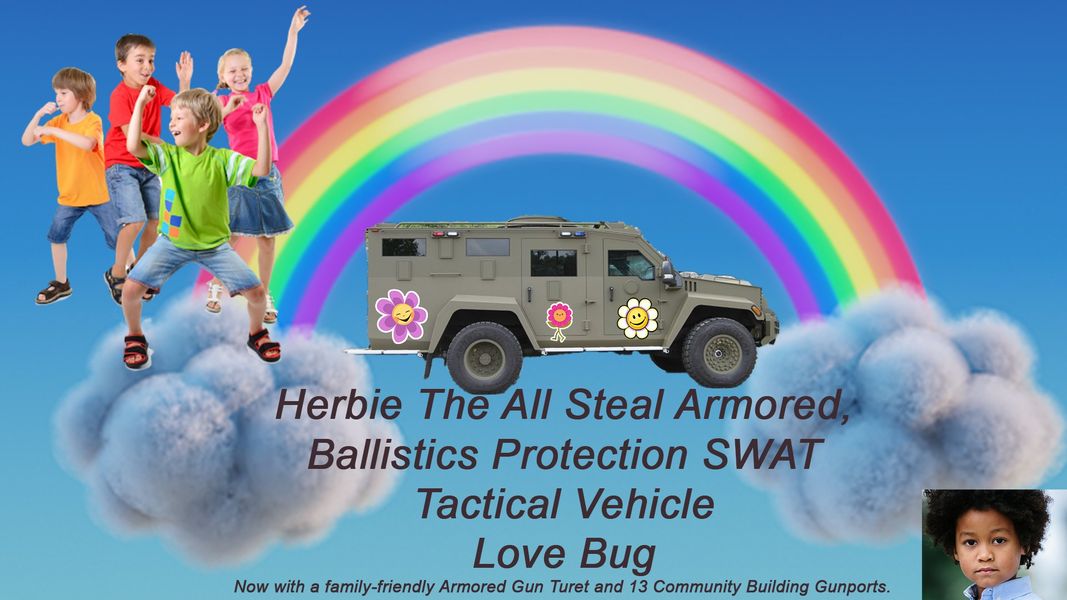 Herbie The All Steal Armored,
Ballistics Protection SWAT
Tactical Vehicle
Love Bug
Now with a family-friendly Armored Gun Turet and 13 Community Building Gunports.